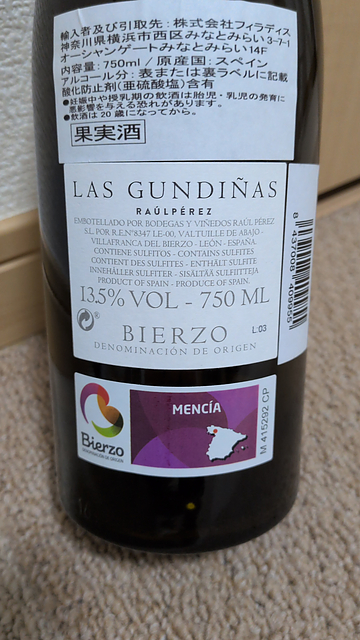 輸入者及び引取先：株式会社フィラディス
神奈川県横浜市西区みなとみらい3-7-1
オーシャンゲートみなとみらい14F
内容量：750ml / 原産国：スペイン
アルコール分：表または裏ラベルに記載
酸化防止剤(亜硫酸塩)含有
●妊娠中や授乳期の飲酒は胎児・乳児の発育に
悪影響を与える恐れがあります。
●飲酒は20歳になってから。
果実酒
LAS GUNDIÑAS
RAÚLPÉREZ
EMBOTELLADO POR BODEGAS Y VIÑEDOS RAÚL PÉREZ
S.L. POR R.E.Nº8347 LE-00, VALTUILLE DE ABAJO -
VILLAFRANCA DEL BIERZO - LEÓN - ESPAÑA.
CONTIENE SULFITOS - CONTAINS SULFITES
CONTIENT DES SULFITES - ENTHÄLT SULFITE
INNEHÅLLER SULFITER - SISÄLTÄÄ SULFIITTEJA
PRODUCT OF SPAIN - PRODUCE OF SPAIN.
13.5% VOL - 750 ML
BIERZO
L:03
DENOMINACIÓN DE ORIGEN
8 437008 409955
Bierzo
DENOMINACIÓN DE ORIGEN
MENCÍA
M 415292 CP